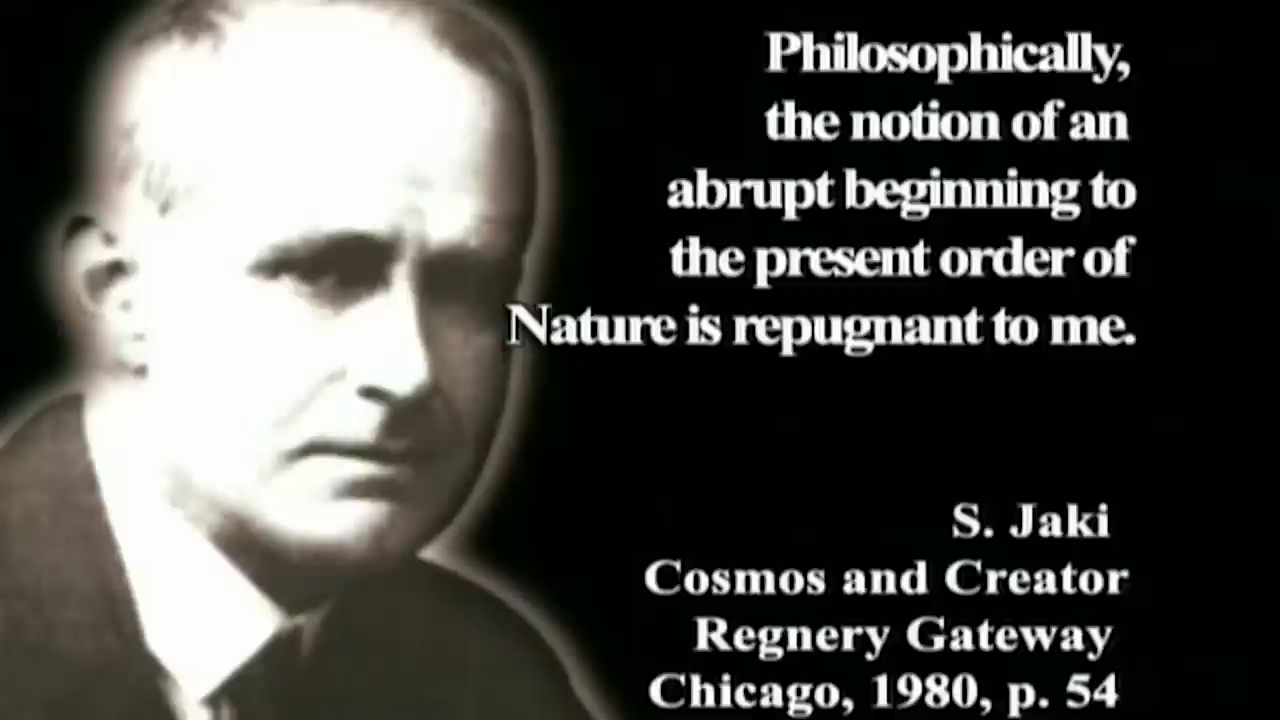 Philosophically,
the notion of an
abrupt beginning to
the present order of
Nature is repugnant to me.
S. Jaki
Cosmos and Creator
Regnery Gateway
Chicago, 1980, p. 54